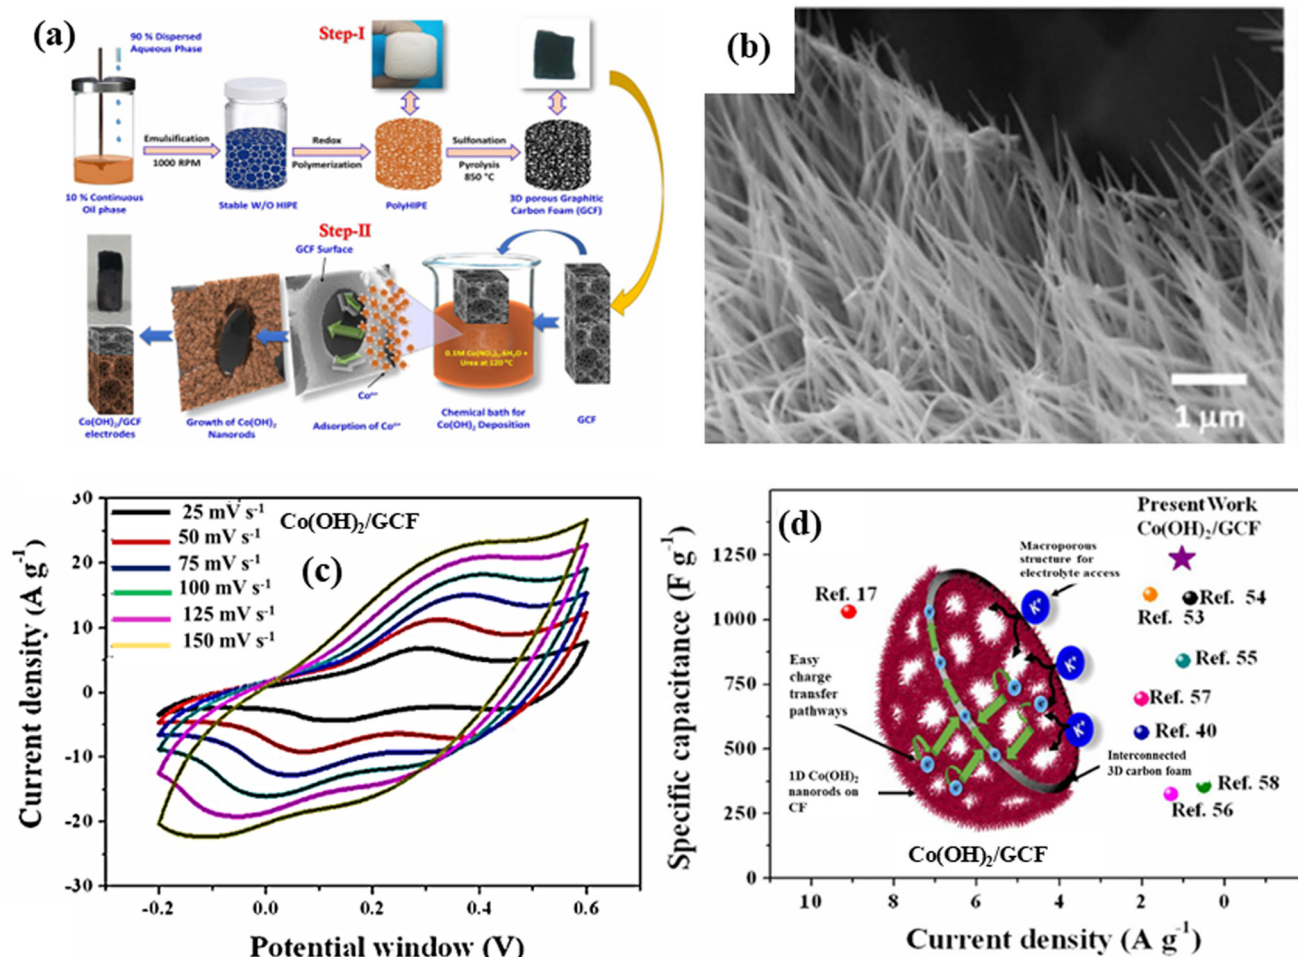 (a)
90 % Dispersed
Aqueous Phase
Step-I
Emulsification
1000 RPM
Redox
Polymerization
Sulfonation
Pyrolysis
850 °C
10 % Continuous
Oil phase
Stable W/O HIPE
PolyHIPE
3D porous Graphitic
Carbon Foam (GCF)
Step-II
GCF Surface
0.1M Co(NO₃)₂.6H₂O +
Urea at 120 °C
Co(OH)₂/GCF
electrodes
Growth of Co(OH)₂
Nanorods
Adsorption of Co²⁺
Chemical bath for
Co(OH)₂ Deposition
GCF
(b)
1 μm
30
20
10
0
-10
-20
-30
Current density (A g⁻¹)
25 mV s⁻¹
50 mV s⁻¹
75 mV s⁻¹
100 mV s⁻¹
125 mV s⁻¹
150 mV s⁻¹
Co(OH)₂/GCF
(c)
-0.2
0.0
0.2
0.4
0.6
Potential window (V)
(d)
Present Work
Co(OH)₂/GCF
Specific capacitance (F g⁻¹)
1250
1000
750
500
250
0
Macroporous
structure for
electrolyte access
Ref. 17
Ref. 54
Ref. 53
Ref. 55
Ref. 57
Ref. 40
Ref. 58
Ref. 56
K⁺
K⁺
K⁺
Easy
charge
transfer
pathways
1D Co(OH)₂
nanorods on
CF
Interconnected
3D carbon foam
Co(OH)₂/GCF
10
8
6
4
2
0
Current density (A g⁻¹)